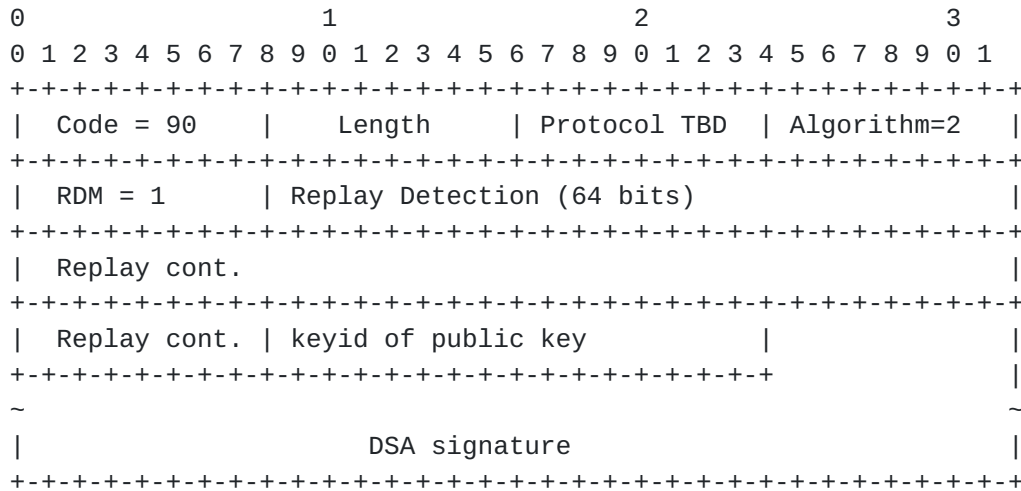 0                   1                   2                   3
0 1 2 3 4 5 6 7 8 9 0 1 2 3 4 5 6 7 8 9 0 1 2 3 4 5 6 7 8 9 0 1
+-+-+-+-+-+-+-+-+-+-+-+-+-+-+-+-+-+-+-+-+-+-+-+-+-+-+-+-+-+-+-+-+
|  Code = 90    |    Length     | Protocol TBD  | Algorithm=2   |
+-+-+-+-+-+-+-+-+-+-+-+-+-+-+-+-+-+-+-+-+-+-+-+-+-+-+-+-+-+-+-+-+
|  RDM = 1      | Replay Detection (64 bits)                    |
+-+-+-+-+-+-+-+-+-+-+-+-+-+-+-+-+-+-+-+-+-+-+-+-+-+-+-+-+-+-+-+-+
|  Replay cont.                                                 |
+-+-+-+-+-+-+-+-+-+-+-+-+-+-+-+-+-+-+-+-+-+-+-+-+-+-+-+-+-+-+-+-+
|  Replay cont. | keyid of public key           |               |
+-+-+-+-+-+-+-+-+-+-+-+-+-+-+-+-+-+-+-+-+-+-+-+-+               |
~                                                               ~
|                      DSA signature                            |
+-+-+-+-+-+-+-+-+-+-+-+-+-+-+-+-+-+-+-+-+-+-+-+-+-+-+-+-+-+-+-+-+